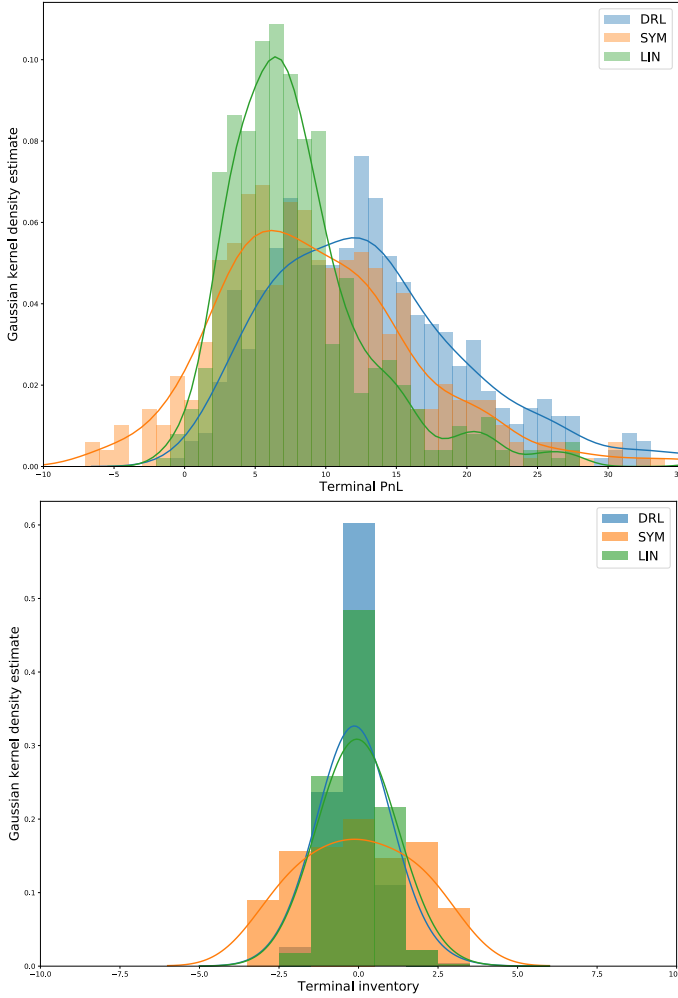 DRL
SYM
LIN
Gaussian kernel density estimate
0.10
0.08
0.06
0.04
0.02
0.00
−10 −5 0 5 10 15 20 25 30 35
Terminal PnL
DRL
SYM
LIN
Gaussian kernel density estimate
0.6
0.5
0.4
0.3
0.2
0.1
0.0
−10.0 −7.5 −5.0 −2.5 0.0 2.5 5.0 7.5 10.0
Terminal inventory